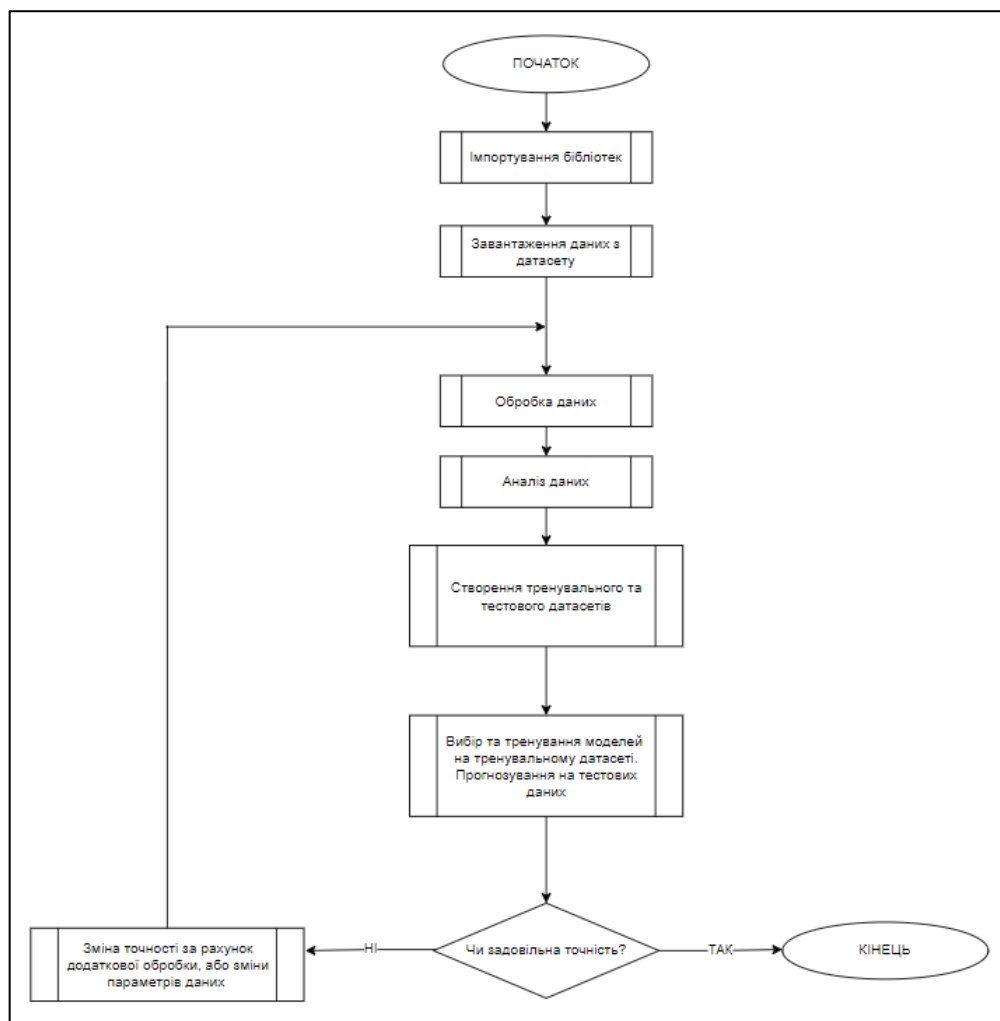 ПОЧАТОК
Імпортування бібліотек
Завантаження даних з
датасету
Обробка даних
Аналіз даних
Створення тренувального та
тестового датасетів
Вибір та тренування моделей
на тренувальному датасеті.
Прогнозування на тестових
даних
Чи задовільна точність?
НІ
ТАК
КІНЕЦЬ
Зміна точності за рахунок
додаткової обробки, або зміни
параметрів даних